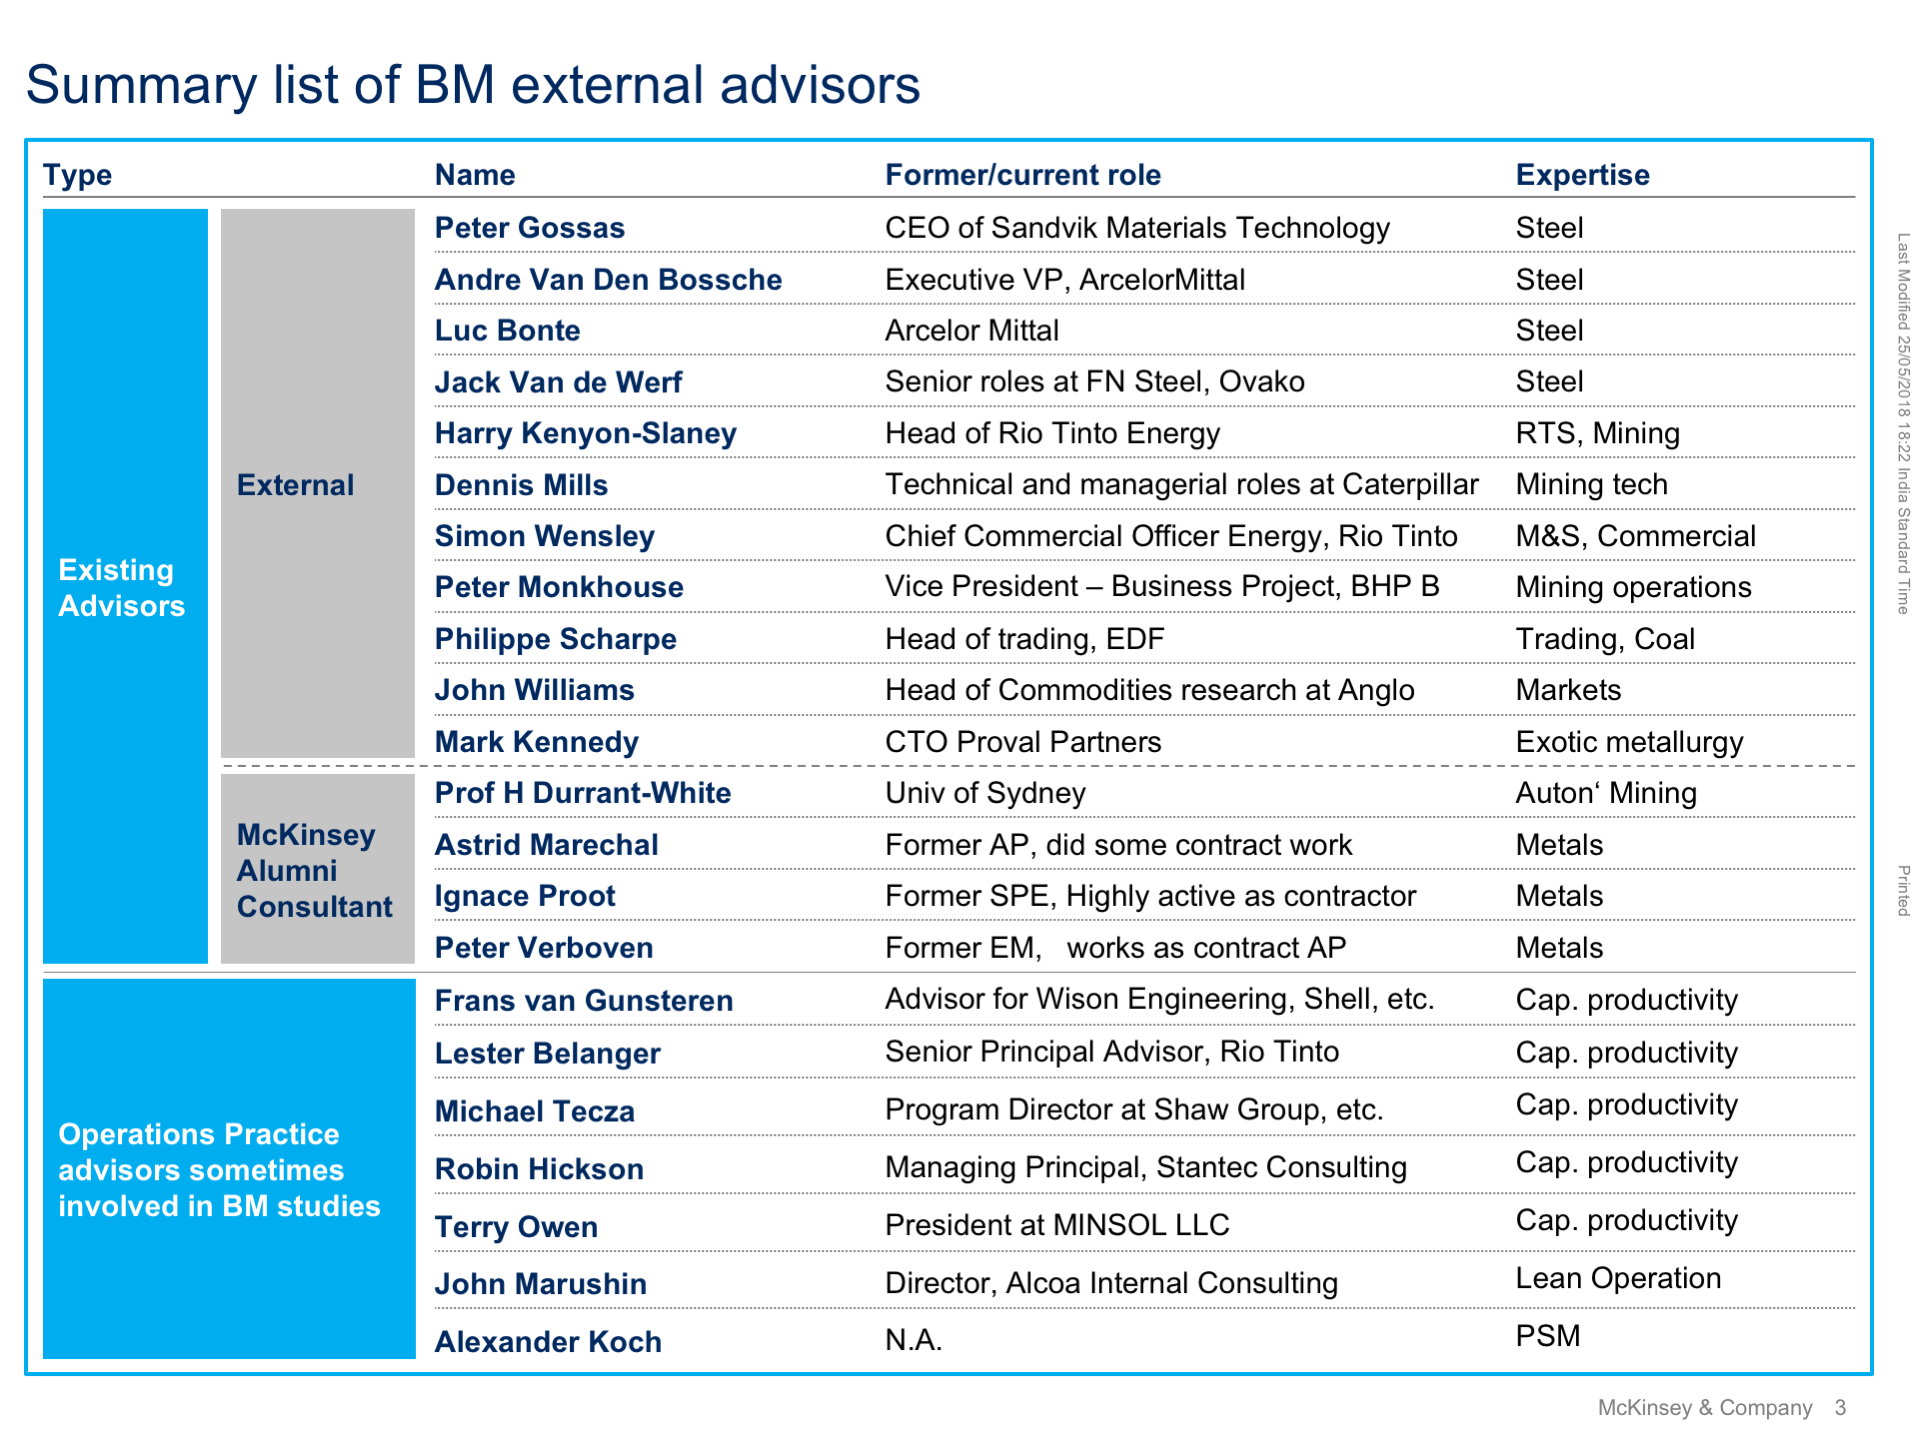 Summary list of BM external advisors
Type Name Former/current role Expertise
Existing
Advisors
External
Peter Gossas CEO of Sandvik Materials Technology Steel
Andre Van Den Bossche Executive VP, ArcelorMittal Steel
Luc Bonte Arcelor Mittal Steel
Jack Van de Werf Senior roles at FN Steel, Ovako Steel
Harry Kenyon-Slaney Head of Rio Tinto Energy RTS, Mining
Dennis Mills Technical and managerial roles at Caterpillar Mining tech
Simon Wensley Chief Commercial Officer Energy, Rio Tinto M&S, Commercial
Peter Monkhouse Vice President – Business Project, BHP B Mining operations
Philippe Scharpe Head of trading, EDF Trading, Coal
John Williams Head of Commodities research at Anglo Markets
Mark Kennedy CTO Proval Partners Exotic metallurgy
McKinsey
Alumni
Consultant
Prof H Durrant-White Univ of Sydney Auton‘ Mining
Astrid Marechal Former AP, did some contract work Metals
Ignace Proot Former SPE, Highly active as contractor Metals
Peter Verboven Former EM, works as contract AP Metals
Operations Practice
advisors sometimes
involved in BM studies
Frans van Gunsteren Advisor for Wison Engineering, Shell, etc. Cap. productivity
Lester Belanger Senior Principal Advisor, Rio Tinto Cap. productivity
Michael Tecza Program Director at Shaw Group, etc. Cap. productivity
Robin Hickson Managing Principal, Stantec Consulting Cap. productivity
Terry Owen President at MINSOL LLC Cap. productivity
John Marushin Director, Alcoa Internal Consulting Lean Operation
Alexander Koch N.A. PSM
Last Modified 25/05/2018 18:22 India Standard Time
Printed
McKinsey & Company 3